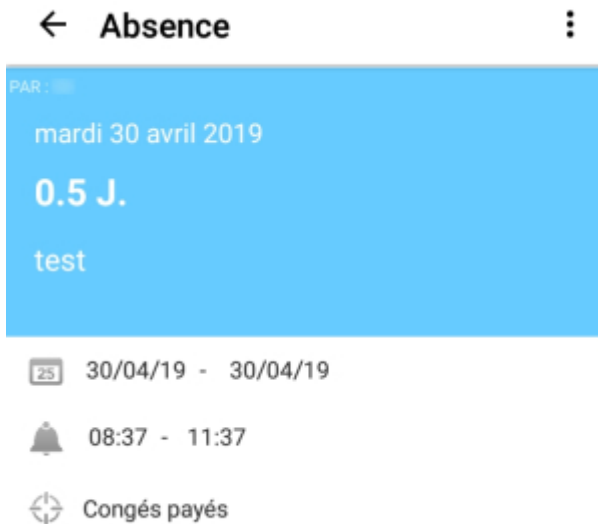 Absence
PAR :
mardi 30 avril 2019
0.5 J.
test
25
30/04/19 - 30/04/19
08:37 - 11:37
Congés payés